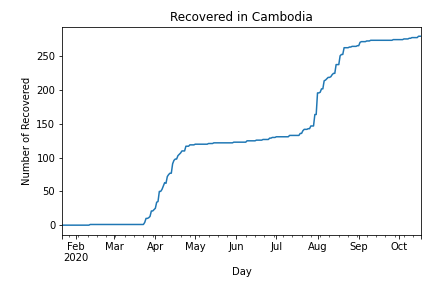 Recovered in Cambodia
Number of Recovered
250
200
150
100
50
0
Feb Mar Apr May Jun Jul Aug Sep Oct
2020
Day